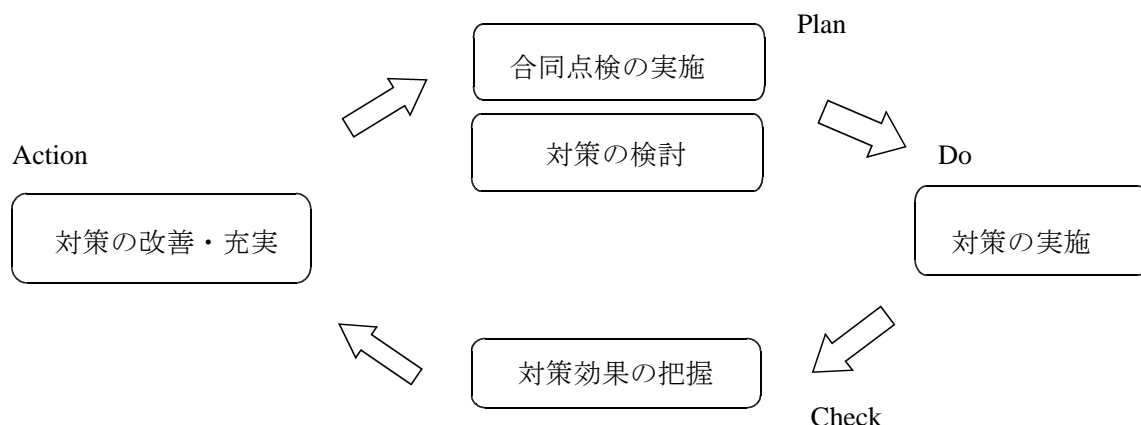 Plan
合同点検の実施
対策の検討
Action
Do
対策の改善・充実
対策の実施
対策効果の把握
Check